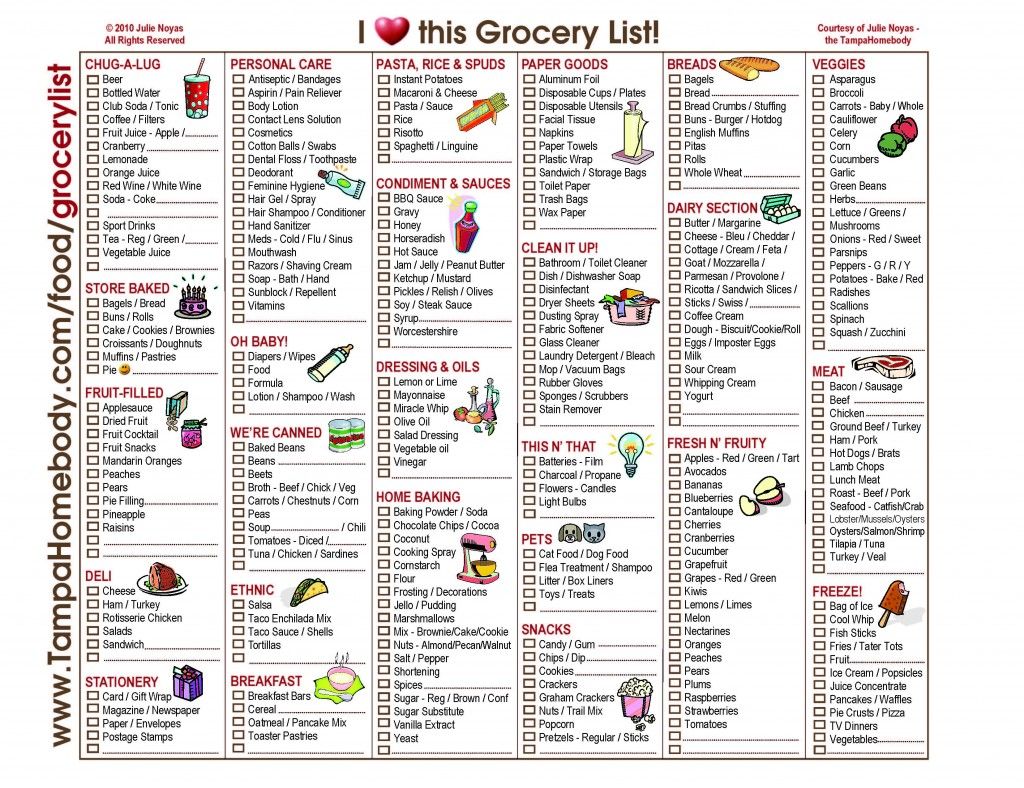 © 2010 Julie Noyas
All Rights Reserved
I this Grocery List!
Courtesy of Julie Noyas -
the TampaHomebody
www.TampaHomebody.com/food/grocerylist
CHUG-A-LUG
Beer
Bottled Water
Club Soda / Tonic
Coffee / Filters
Fruit Juice - Apple /
Cranberry
Lemonade
Orange Juice
Red Wine / White Wine
Soda - Coke
Sport Drinks
Tea - Reg / Green /
Vegetable Juice
STORE BAKED
Bagels / Bread
Buns / Rolls
Cake / Cookies / Brownies
Croissants / Doughnuts
Muffins / Pastries
Pie
FRUIT-FILLED
Applesauce
Dried Fruit
Fruit Cocktail
Fruit Snacks
Mandarin Oranges
Peaches
Pears
Pie Filling
Pineapple
Raisins
DELI
Cheese
Ham / Turkey
Rotisserie Chicken
Salads
Sandwich
STATIONERY
Card / Gift Wrap
Magazine / Newspaper
Paper / Envelopes
Postage Stamps
PERSONAL CARE
Antiseptic / Bandages
Aspirin / Pain Reliever
Body Lotion
Contact Lens Solution
Cosmetics
Cotton Balls / Swabs
Dental Floss / Toothpaste
Deodorant
Feminine Hygiene
Hair Gel / Spray
Hair Shampoo / Conditioner
Hand Sanitizer
Meds - Cold / Flu / Sinus
Mouthwash
Razors / Shaving Cream
Soap - Bath / Hand
Sunblock / Repellent
Vitamins
OH BABY!
Diapers / Wipes
Food
Formula
Lotion / Shampoo / Wash
WE'RE CANNED
Baked Beans
Beans
Beets
Broth - Beef / Chick / Veg
Carrots / Chestnuts / Corn
Peas
Soup / Chili
Tomatoes - Diced /
Tuna / Chicken / Sardines
ETHNIC
Salsa
Taco Enchilada Mix
Taco Sauce / Shells
Tortillas
BREAKFAST
Breakfast Bars
Cereal
Oatmeal / Pancake Mix
Toaster Pastries
PASTA, RICE & SPUDS
Instant Potatoes
Macaroni & Cheese
Pasta / Sauce
Rice
Risotto
Spaghetti / Linguine
CONDIMENT & SAUCES
BBQ Sauce
Gravy
Honey
Horseradish
Hot Sauce
Jam / Jelly / Peanut Butter
Ketchup / Mustard
Pickles / Relish / Olives
Soy / Steak Sauce
Syrup
Worcestershire
DRESSING & OILS
Lemon or Lime
Mayonnaise
Miracle Whip
Olive Oil
Salad Dressing
Vegetable oil
Vinegar
HOME BAKING
Baking Powder / Soda
Chocolate Chips / Cocoa
Coconut
Cooking Spray
Cornstarch
Flour
Frosting / Decorations
Jello / Pudding
Marshmallows
Mix - Brownie/Cake/Cookie
Nuts - Almond/Pecan/Walnut
Salt / Pepper
Shortening
Spices
Sugar - Reg / Brown / Conf
Sugar Substitute
Vanilla Extract
Yeast
PAPER GOODS
Aluminum Foil
Disposable Cups / Plates
Disposable Utensils
Facial Tissue
Napkins
Paper Towels
Plastic Wrap
Sandwich / Storage Bags
Toilet Paper
Trash Bags
Wax Paper
CLEAN IT UP!
Bathroom / Toilet Cleaner
Dish / Dishwasher Soap
Disinfectant
Dryer Sheets
Dusting Spray
Fabric Softener
Glass Cleaner
Laundry Detergent / Bleach
Mop / Vacuum Bags
Rubber Gloves
Sponges / Scrubbers
Stain Remover
THIS N' THAT
Batteries - Film
Charcoal / Propane
Flowers - Candles
Light Bulbs
PETS
Cat Food / Dog Food
Flea Treatment / Shampoo
Litter / Box Liners
Toys / Treats
SNACKS
Candy / Gum
Chips / Dip
Cookies
Crackers
Graham Crackers
Nuts / Trail Mix
Popcorn
Pretzels - Regular / Sticks
BREADS
Bagels
Bread
Bread Crumbs / Stuffing
Buns - Burger / Hotdog
English Muffins
Pitas
Rolls
Whole Wheat
DAIRY SECTION
Butter / Margarine
Cheese - Bleu / Cheddar /
Cottage / Cream / Feta /
Goat / Mozzarella /
Parmesan / Provolone /
Ricotta / Sandwich Slices /
Sticks / Swiss /
Coffee Cream
Dough - Biscuit/Cookie/Roll
Eggs / Imposter Eggs
Milk
Sour Cream
Whipping Cream
Yogurt
FRESH N' FRUITY
Apples - Red / Green / Tart
Avocados
Bananas
Blueberries
Cantaloupe
Cherries
Cranberries
Cucumber
Grapefruit
Grapes - Red / Green
Kiwis
Lemons / Limes
Melon
Nectarines
Oranges
Peaches
Pears
Plums
Raspberries
Strawberries
Tomatoes
VEGGIES
Asparagus
Broccoli
Carrots - Baby / Whole
Cauliflower
Celery
Corn
Cucumbers
Garlic
Green Beans
Herbs
Lettuce / Greens /
Mushrooms
Onions - Red / Sweet
Parsnips
Peppers - G / R / Y
Potatoes - Bake / Red
Radishes
Scallions
Spinach
Squash / Zucchini
MEAT
Bacon / Sausage
Beef
Chicken
Ground Beef / Turkey
Ham / Pork
Hot Dogs / Brats
Lamb Chops
Lunch Meat
Roast - Beef / Pork
Seafood - Catfish/Crab
Lobster/Mussels/Oysters
Oysters/Salmon/Shrimp
Tilapia / Tuna
Turkey / Veal
FREEZE!
Bag of Ice
Cool Whip
Fish Sticks
Fries / Tater Tots
Fruit
Ice Cream / Popsicles
Juice Concentrate
Pancakes / Waffles
Pie Crusts / Pizza
TV Dinners
Vegetables